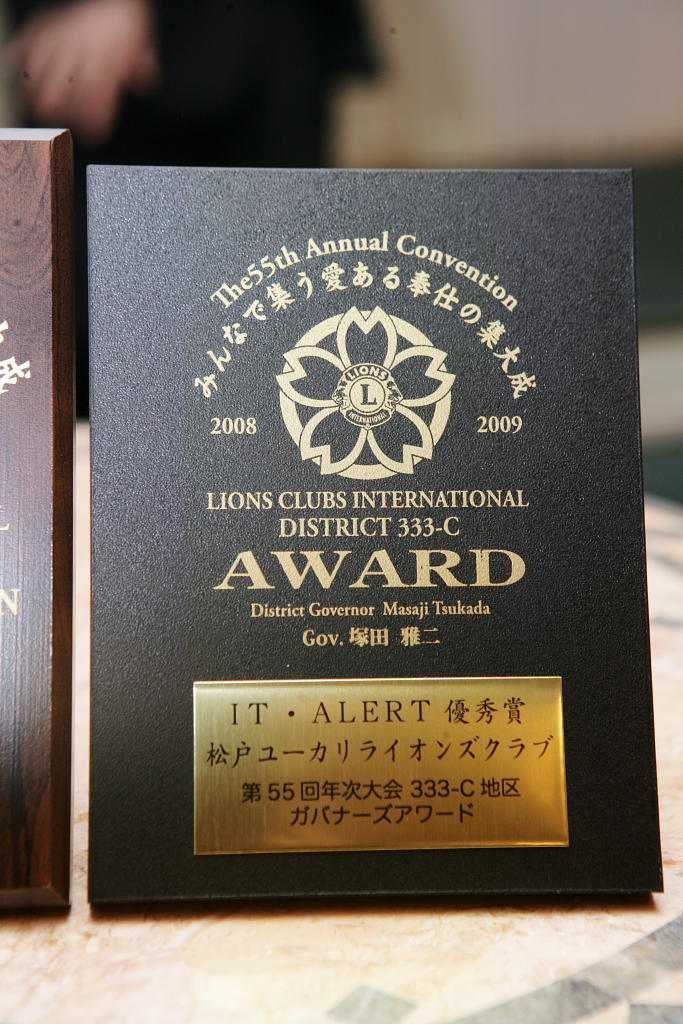 The55th Annual Convention
みんなで集う愛ある奉仕の集大成
LIONS
L
INTERNATIONAL
2008
2009
LIONS CLUBS INTERNATIONAL
DISTRICT 333-C
AWARD
District Governor Masaji Tsukada
Gov. 塚田 雅二
IT・ALERT 優秀賞
松戸ユーカリライオンズクラブ
第55回年次大会 333-C 地区
ガバナーズアワード
大成
L
N